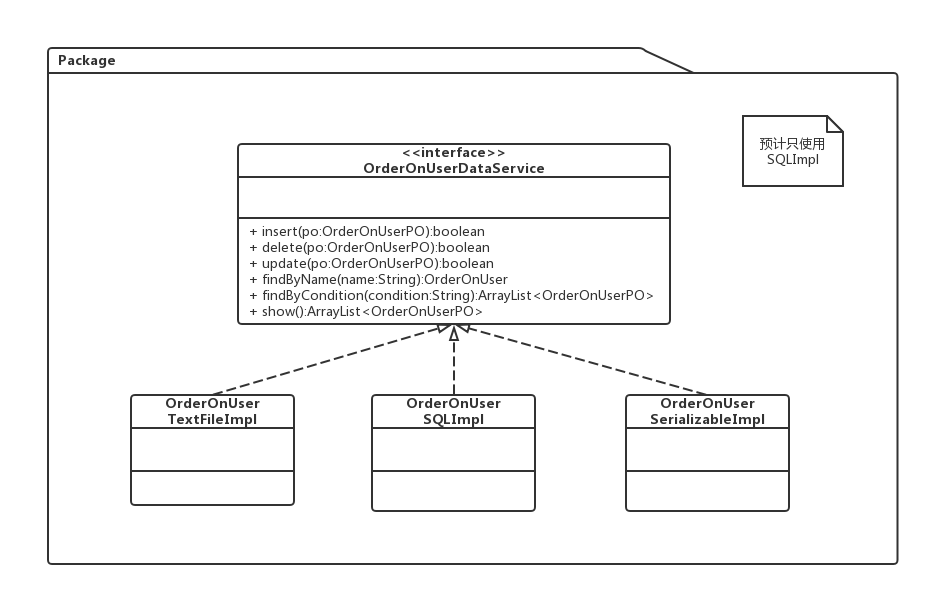 Package
预计只使用
SQLImpl
<<interface>>
OrderOnUserDataService
+ insert(po:OrderOnUserPO):boolean
+ delete(po:OrderOnUserPO):boolean
+ update(po:OrderOnUserPO):boolean
+ findByName(name:String):OrderOnUser
+ findByCondition(condition:String):ArrayList<OrderOnUserPO>
+ show():ArrayList<OrderOnUserPO>
OrderOnUser
TextFileImpl
OrderOnUser
SQLImpl
OrderOnUser
SerializableImpl